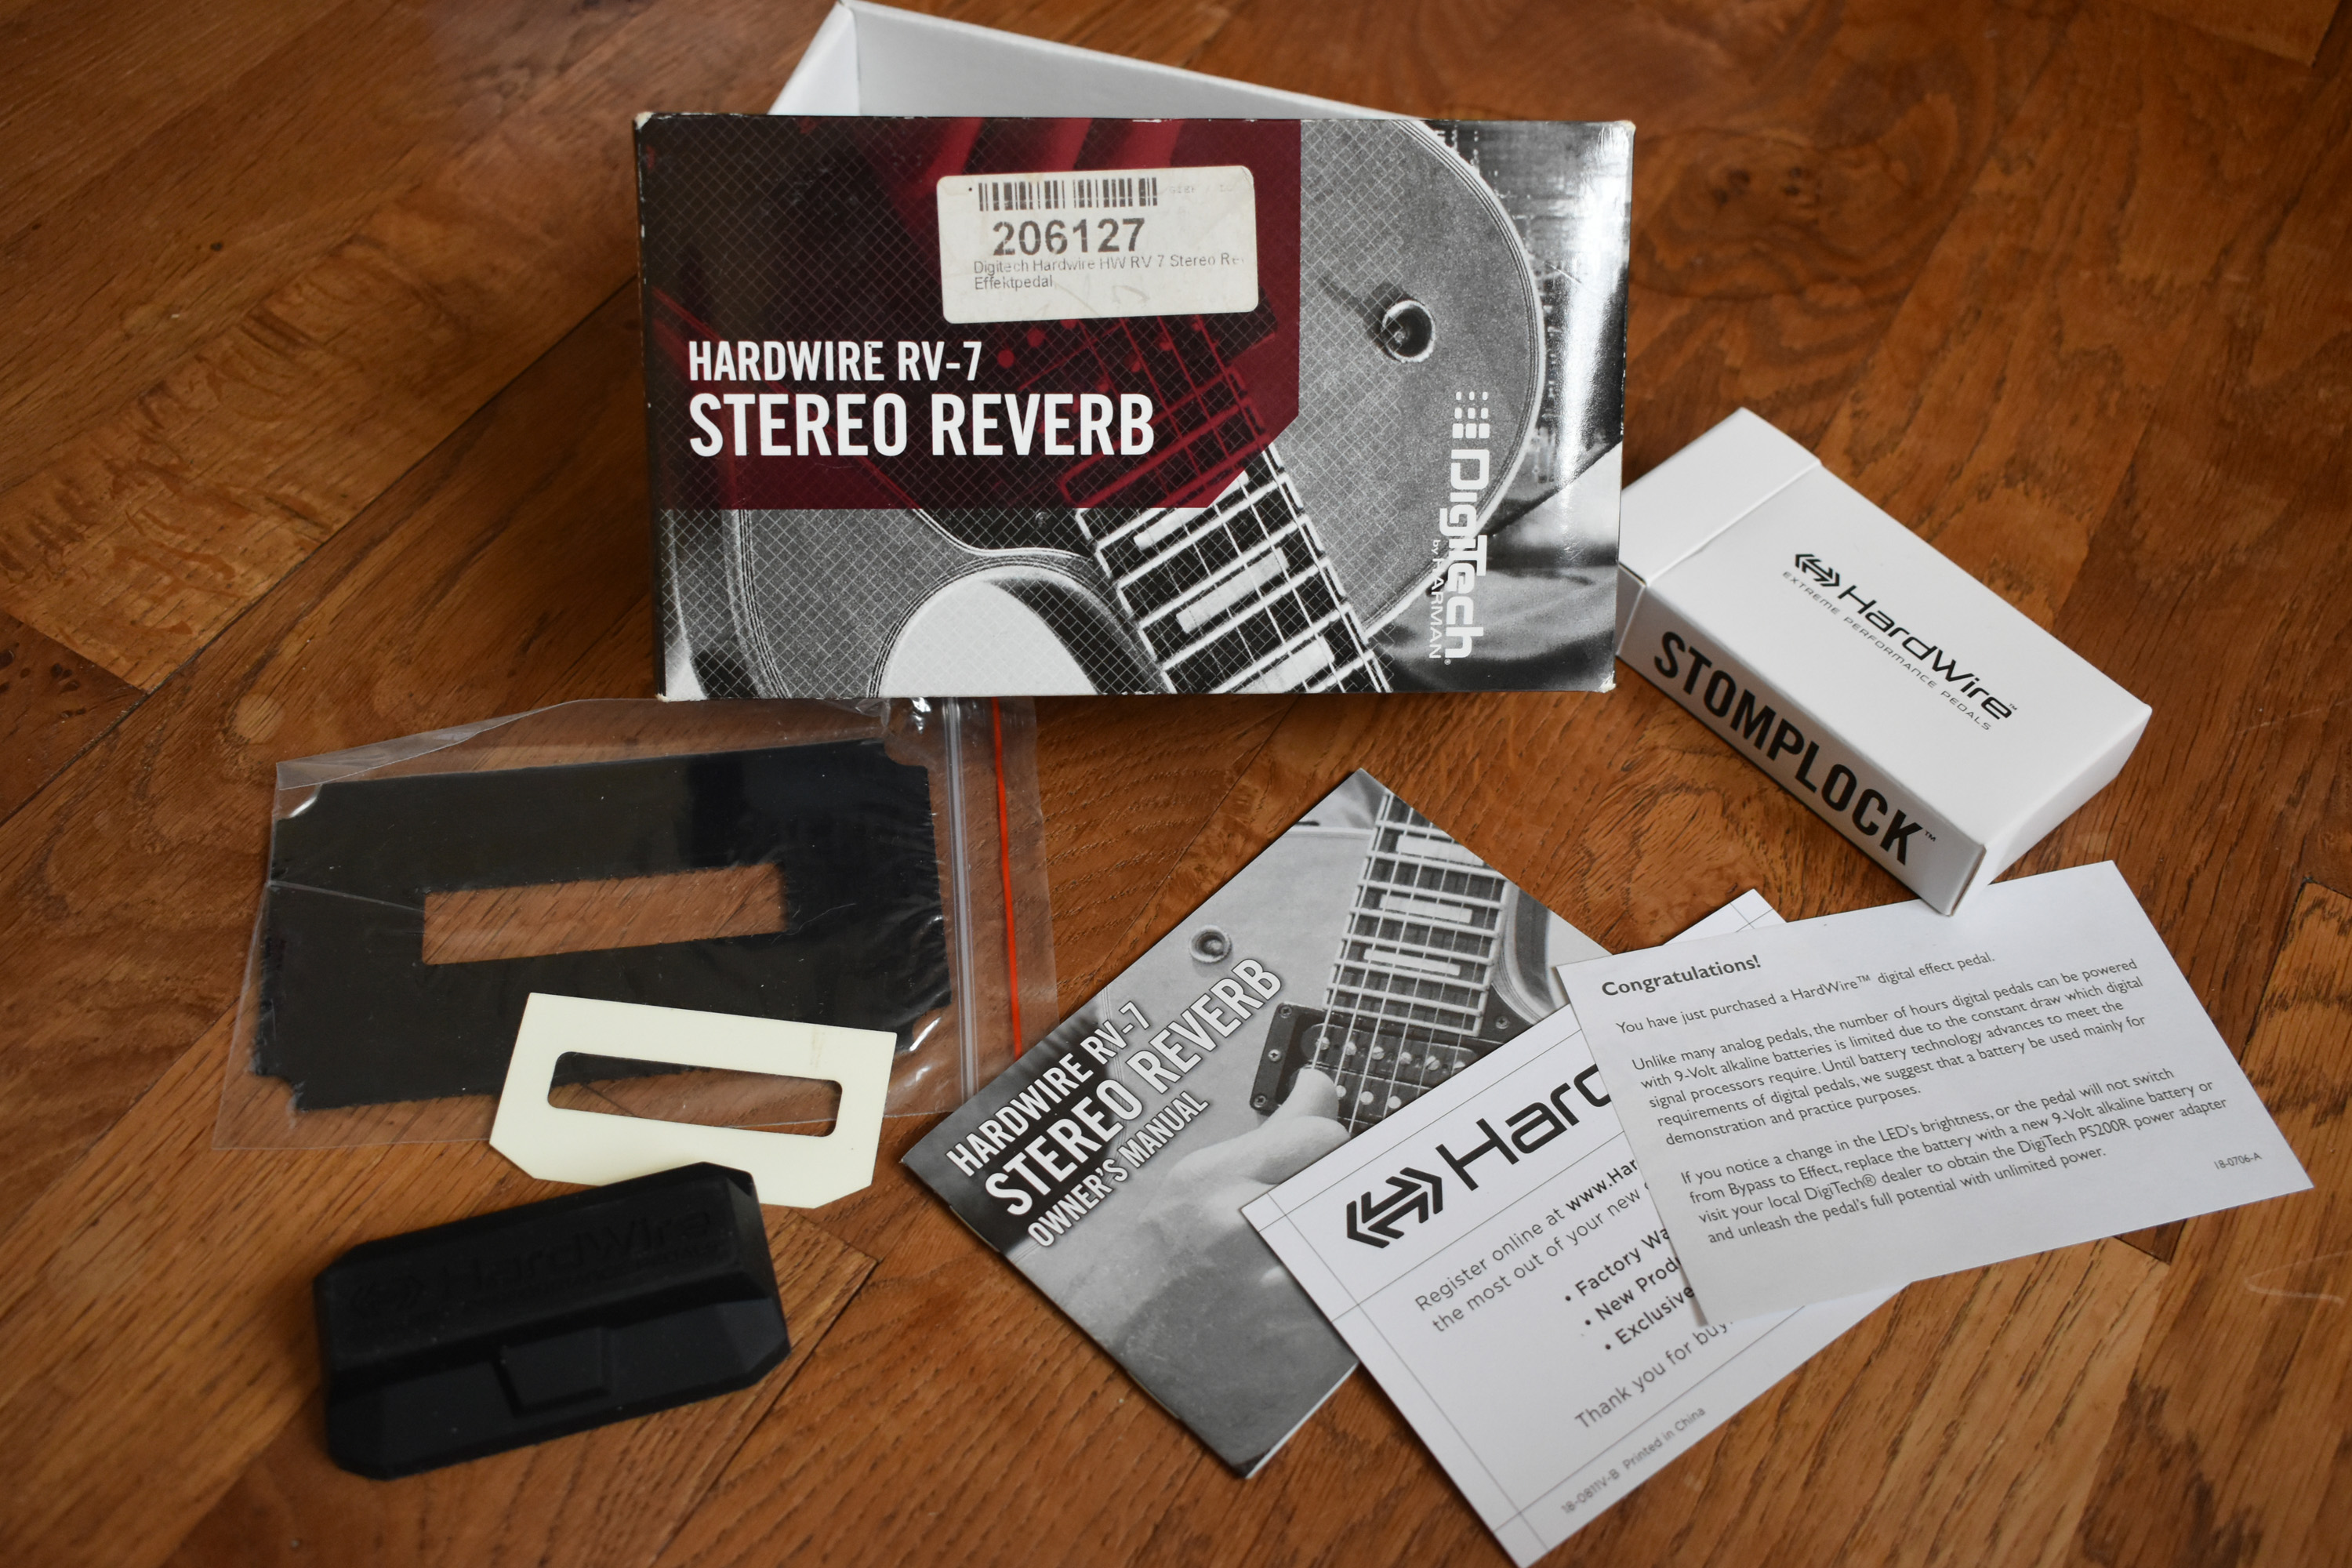 206127
Digitech Hardwire HW RV 7 Stereo Re
Effektpedal
HARDWIRE RV-7
STEREO REVERB
DigiTech
by HARMAN
HardWire™
EXTREME PERFORMANCE PEDALS
STOMPLOCK™
HARDWIRE RV-7
STEREO REVERB
OWNER'S MANUAL
Hard
Register online at www.Har
the most out of your new
• Factory Wa
• New Prod
• Exclusive
Thank you for buy
18-0811V-B Printed in China
Congratulations!
You have just purchased a HardWire™ digital effect pedal.
Unlike many analog pedals, the number of hours digital pedals can be powered
with 9-Volt alkaline batteries is limited due to the constant draw which digital
signal processors require. Until battery technology advances to meet the
requirements of digital pedals, we suggest that a battery be used mainly for
demonstration and practice purposes.
If you notice a change in the LED's brightness, or the pedal will not switch
from Bypass to Effect, replace the battery with a new 9-Volt alkaline battery or
visit your local DigiTech® dealer to obtain the DigiTech PS200R power adapter
and unleash the pedal's full potential with unlimited power.
18-0706-A
HardWire